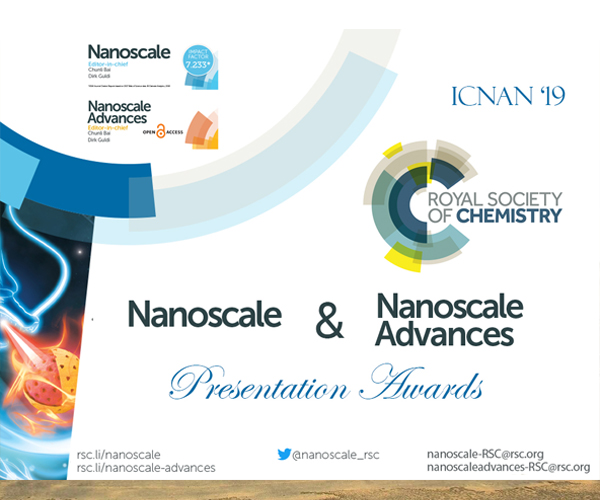 Nanoscale
Editor-in-chief
Chunli Bai
Dirk Guldi
IMPACT
FACTOR
7.233*
Nanoscale
Advances
Editor-in-chief
Chunli Bai
Dirk Guldi
OPEN ACCESS
ICNAN '19
ROYAL SOCIETY
OF CHEMISTRY
Nanoscale & Nanoscale
Advances
Presentation Awards
rsc.li/nanoscale
rsc.li/nanoscale-advances
@nanoscale_rsc
nanoscale-RSC@rsc.org
nanoscaleadvances-RSC@rsc.org